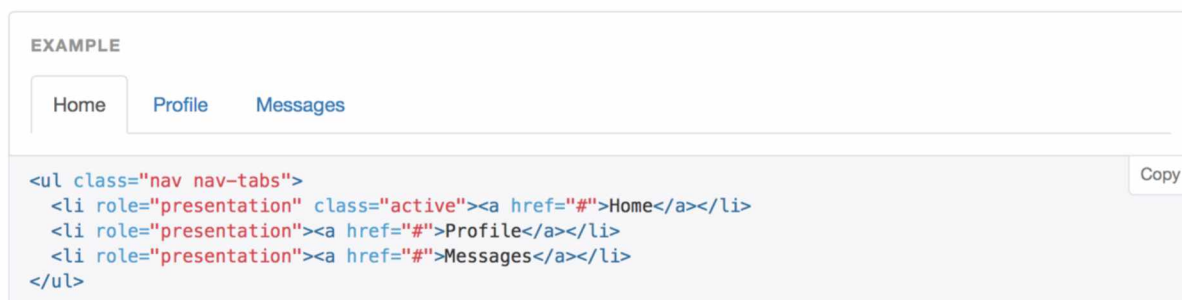 EXAMPLE
Home Profile Messages
Copy
<ul class="nav nav-tabs">
  <li role="presentation" class="active"><a href="#">Home</a></li>
  <li role="presentation"><a href="#">Profile</a></li>
  <li role="presentation"><a href="#">Messages</a></li>
</ul>